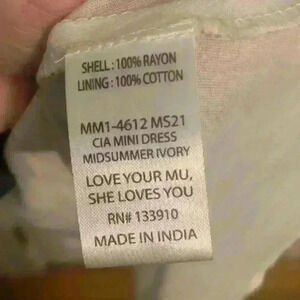 SHELL: 100% RAYON
LINING: 100% COTTON
MM1-4612 MS21
CIA MINI DRESS
MIDSUMMER IVORY
LOVE YOUR MU,
SHE LOVES YOU
RN# 133910
MADE IN INDIA